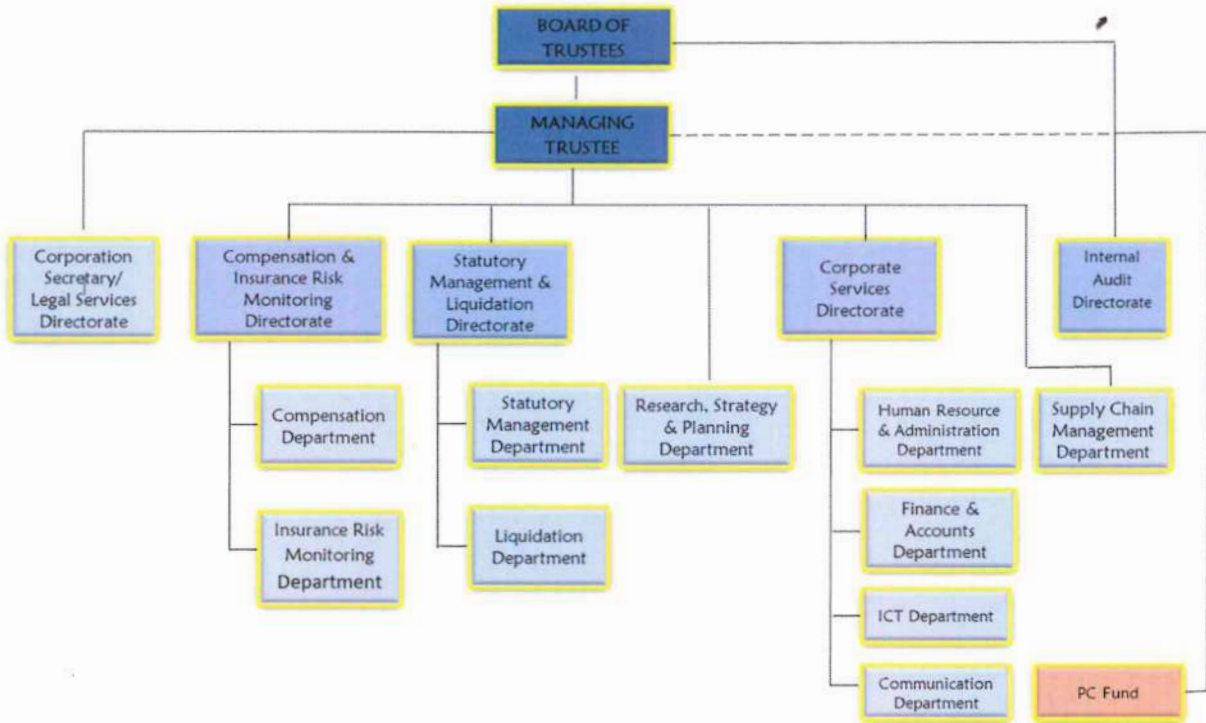 BOARD OF
TRUSTEES
MANAGING
TRUSTEE
Corporation
Secretary/
Legal Services
Directorate
Compensation &
Insurance Risk
Monitoring
Directorate
Statutory
Management &
Liquidation
Directorate
Corporate
Services
Directorate
Internal
Audit
Directorate
Compensation
Department
Statutory
Management
Department
Research, Strategy
& Planning
Department
Human Resource
& Administration
Department
Supply Chain
Management
Department
Insurance Risk
Monitoring
Department
Liquidation
Department
Finance &
Accounts
Department
ICT Department
Communication
Department
PC Fund